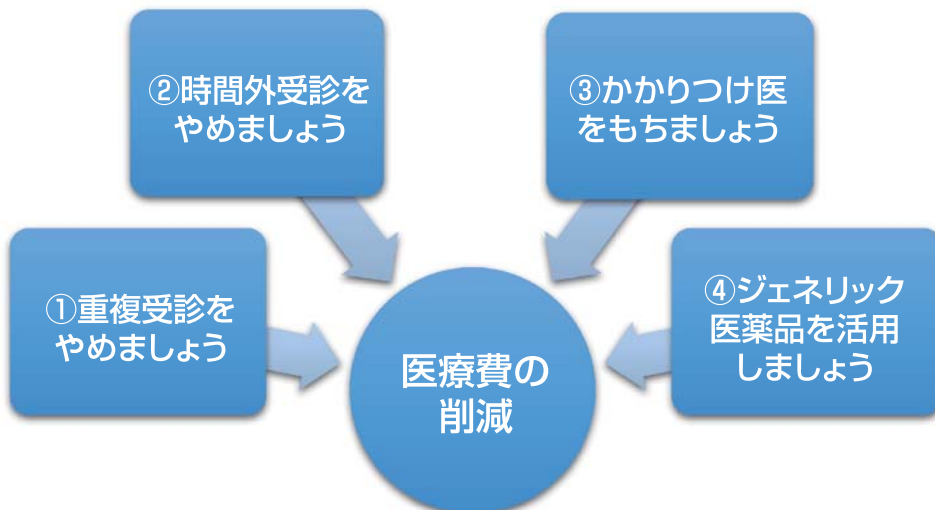 ②時間外受診を
やめましょう
③かかりつけ医
をもちましょう
①重複受診を
やめましょう
④ジェネリック
医薬品を活用
しましょう
医療費の
削減